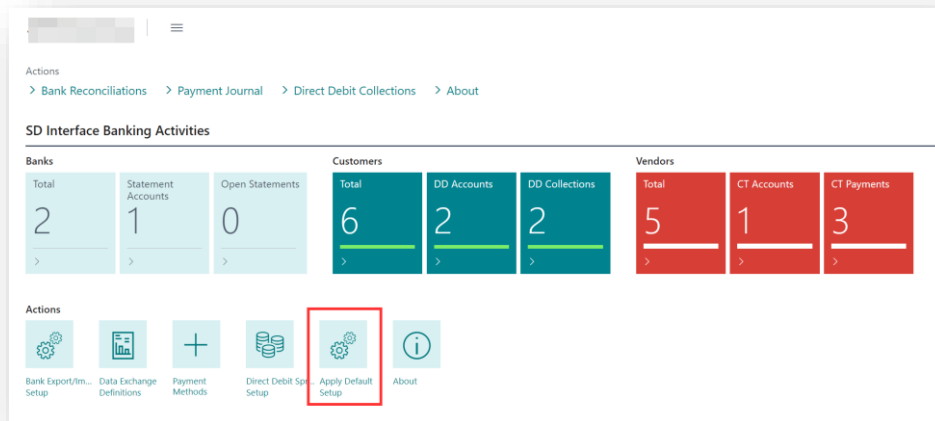 Actions
Bank Reconciliations Payment Journal Direct Debit Collections About
SD Interface Banking Activities
Banks
Total
2
Statement
Accounts
1
Open Statements
0
Customers
Total
6
DD Accounts
2
DD Collections
2
Vendors
Total
5
CT Accounts
1
CT Payments
3
Actions
Bank Export/Im...
Setup
Data Exchange
Definitions
Payment
Methods
Direct Debit Spr...
Setup
Apply Default
Setup
About